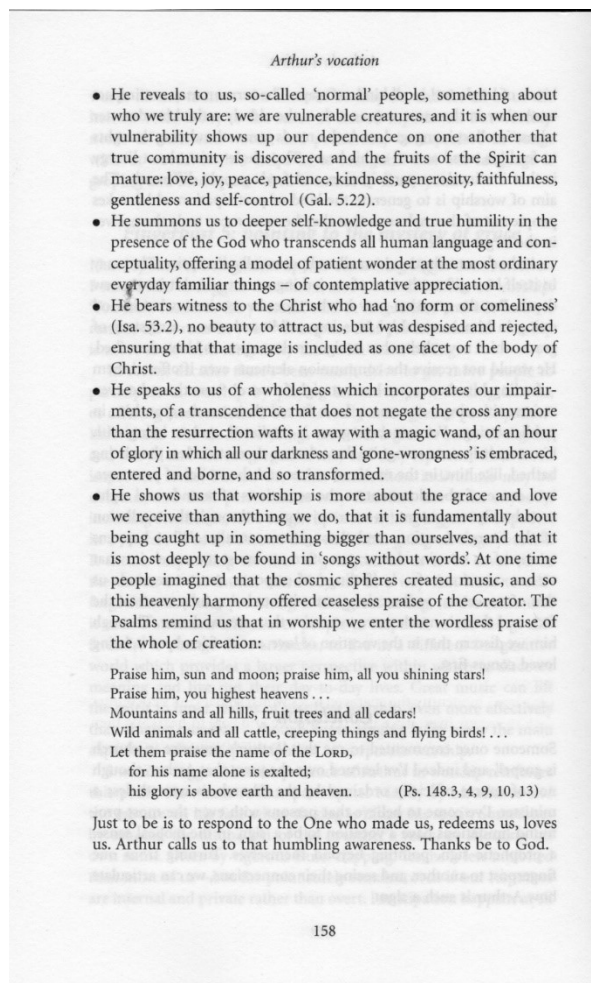 Arthur's vocation
• He reveals to us, so-called ‘normal’ people, something about
who we truly are: we are vulnerable creatures, and it is when our
vulnerability shows up our dependence on one another that
true community is discovered and the fruits of the Spirit can
mature: love, joy, peace, patience, kindness, generosity, faithfulness,
gentleness and self-control (Gal. 5.22).
• He summons us to deeper self-knowledge and true humility in the
presence of the God who transcends all human language and con-
ceptuality, offering a model of patient wonder at the most ordinary
everyday familiar things – of contemplative appreciation.
• He bears witness to the Christ who had ‘no form or comeliness’
(Isa. 53.2), no beauty to attract us, but was despised and rejected,
ensuring that that image is included as one facet of the body of
Christ.
• He speaks to us of a wholeness which incorporates our impair-
ments, of a transcendence that does not negate the cross any more
than the resurrection wafts it away with a magic wand, of an hour
of glory in which all our darkness and ‘gone-wrongness’ is embraced,
entered and borne, and so transformed.
• He shows us that worship is more about the grace and love
we receive than anything we do, that it is fundamentally about
being caught up in something bigger than ourselves, and that it
is most deeply to be found in ‘songs without words’. At one time
people imagined that the cosmic spheres created music, and so
this heavenly harmony offered ceaseless praise of the Creator. The
Psalms remind us that in worship we enter the wordless praise of
the whole of creation:
Praise him, sun and moon; praise him, all you shining stars!
Praise him, you highest heavens . . .
Mountains and all hills, fruit trees and all cedars!
Wild animals and all cattle, creeping things and flying birds! . . .
Let them praise the name of the LORD,
for his name alone is exalted;
his glory is above earth and heaven. (Ps. 148.3, 4, 9, 10, 13)
Just to be is to respond to the One who made us, redeems us, loves
us. Arthur calls us to that humbling awareness. Thanks be to God.
158